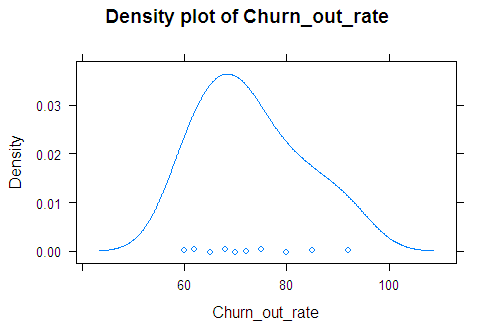 Density plot of Churn_out_rate
Density
0.03
0.02
0.01
0.00
60 80 100
Churn_out_rate